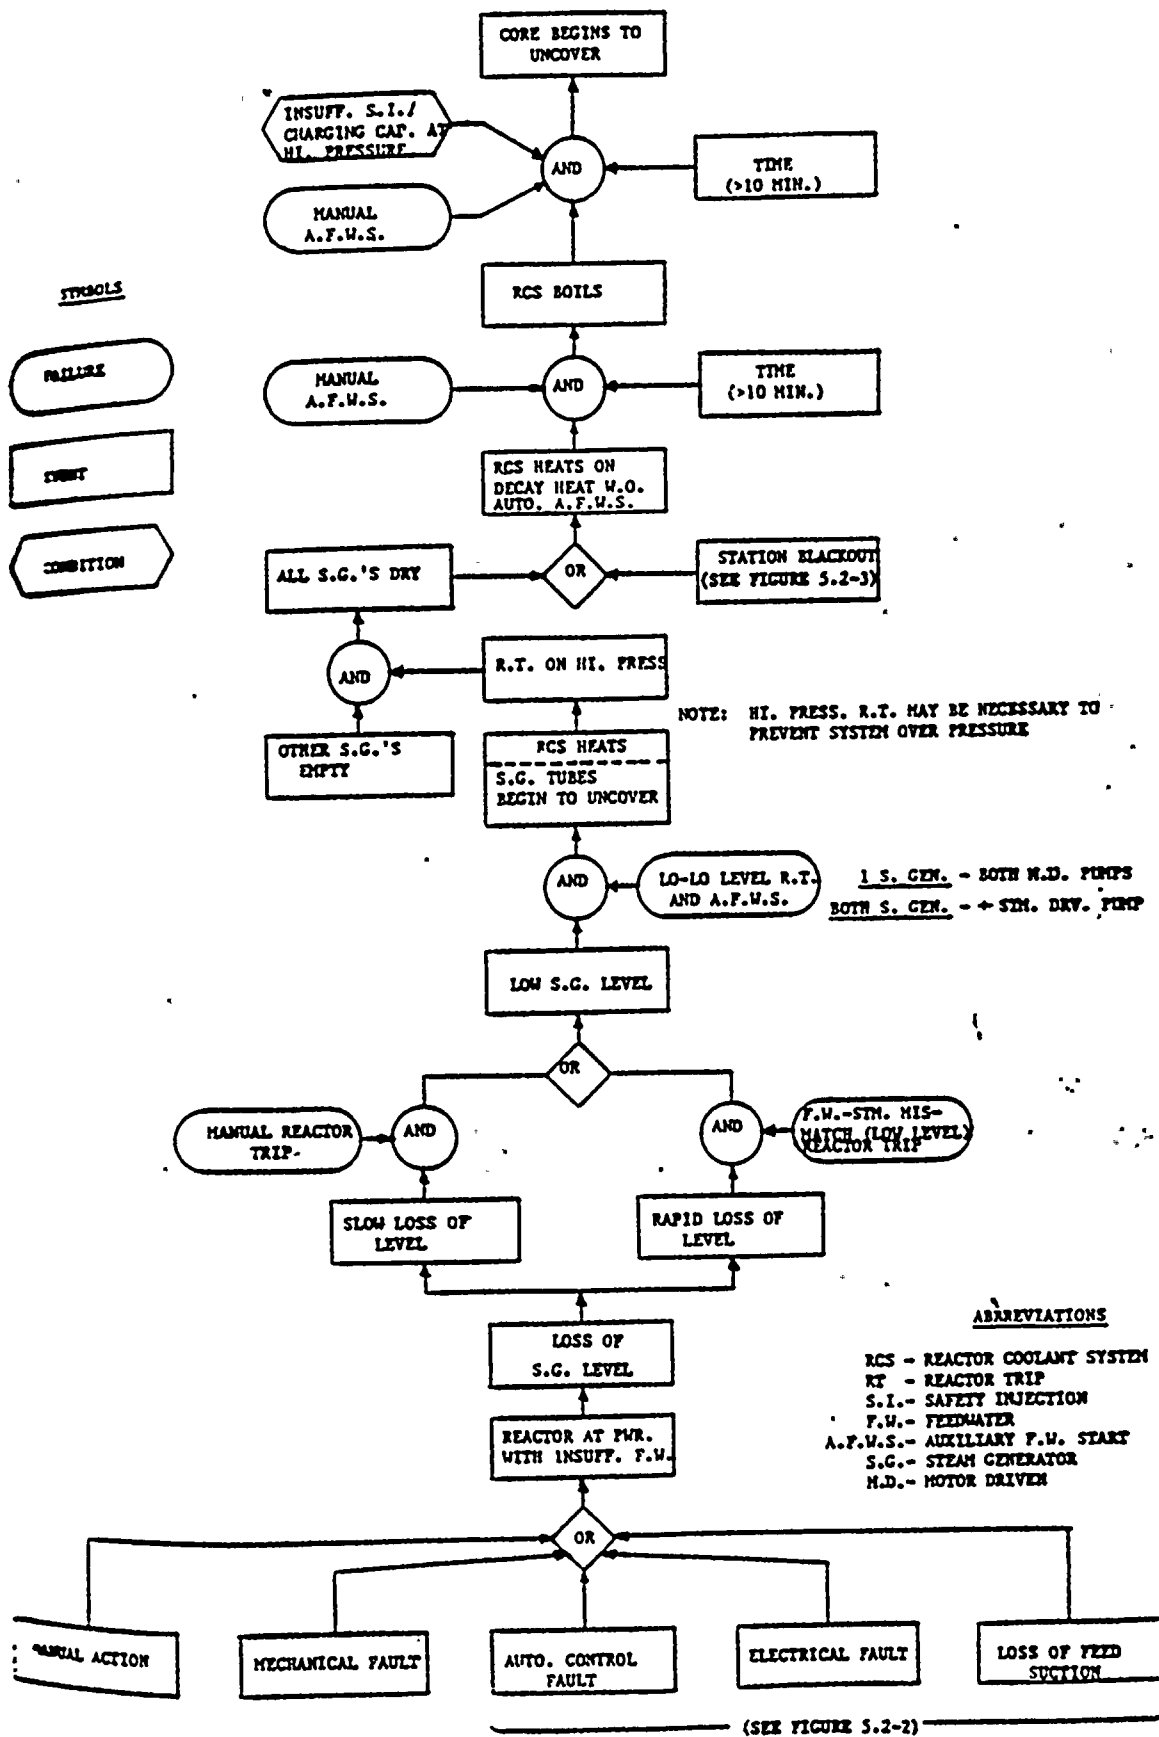 CORE BEGINS TO
UNCOVER
INSUFF. S.I./
CHARGING CAP. AT
HI. PRESSURE
AND
TIME
(>10 MIN.)
MANUAL
A.F.W.S.
RCS BOILS
SYMBOLS
FAILURE
EVENT
CONDITION
MANUAL
A.F.W.S.
AND
TIME
(>10 MIN.)
RCS HEATS ON
DECAY HEAT W.O.
AUTO. A.F.W.S.
ALL S.G.'S DRY
OR
STATION BLACKOUT
(SEE FIGURE 5.2-3)
AND
R.T. ON HI. PRESS
NOTE: HI. PRESS. R.T. MAY BE NECESSARY TO
PREVENT SYSTEM OVER PRESSURE
OTHER S.G.'S
EMPTY
RCS HEATS
S.G. TUBES
BEGIN TO UNCOVER
AND
LO-LO LEVEL R.T.
AND A.F.W.S.
1 S. GEN. - BOTH M.D. PUMPS
BOTH S. GEN. - + STM. DRV. PUMP
LOW S.G. LEVEL
OR
MANUAL REACTOR
TRIP
AND
AND
F.W.-STM. MIS-
MATCH (LOW LEVEL)
REACTOR TRIP
SLOW LOSS OF
LEVEL
RAPID LOSS OF
LEVEL
LOSS OF
S.G. LEVEL
REACTOR AT PWR.
WITH INSUFF. F.W.
ABBREVIATIONS
RCS - REACTOR COOLANT SYSTEM
RT - REACTOR TRIP
S.I.- SAFETY INJECTION
F.W.- FEEDWATER
A.F.W.S.- AUXILIARY F.W. START
S.G.- STEAM GENERATOR
M.D.- MOTOR DRIVEN
OR
MANUAL ACTION
MECHANICAL FAULT
AUTO. CONTROL
FAULT
ELECTRICAL FAULT
LOSS OF FEED
SUCTION
(SEE FIGURE 5.2-2)